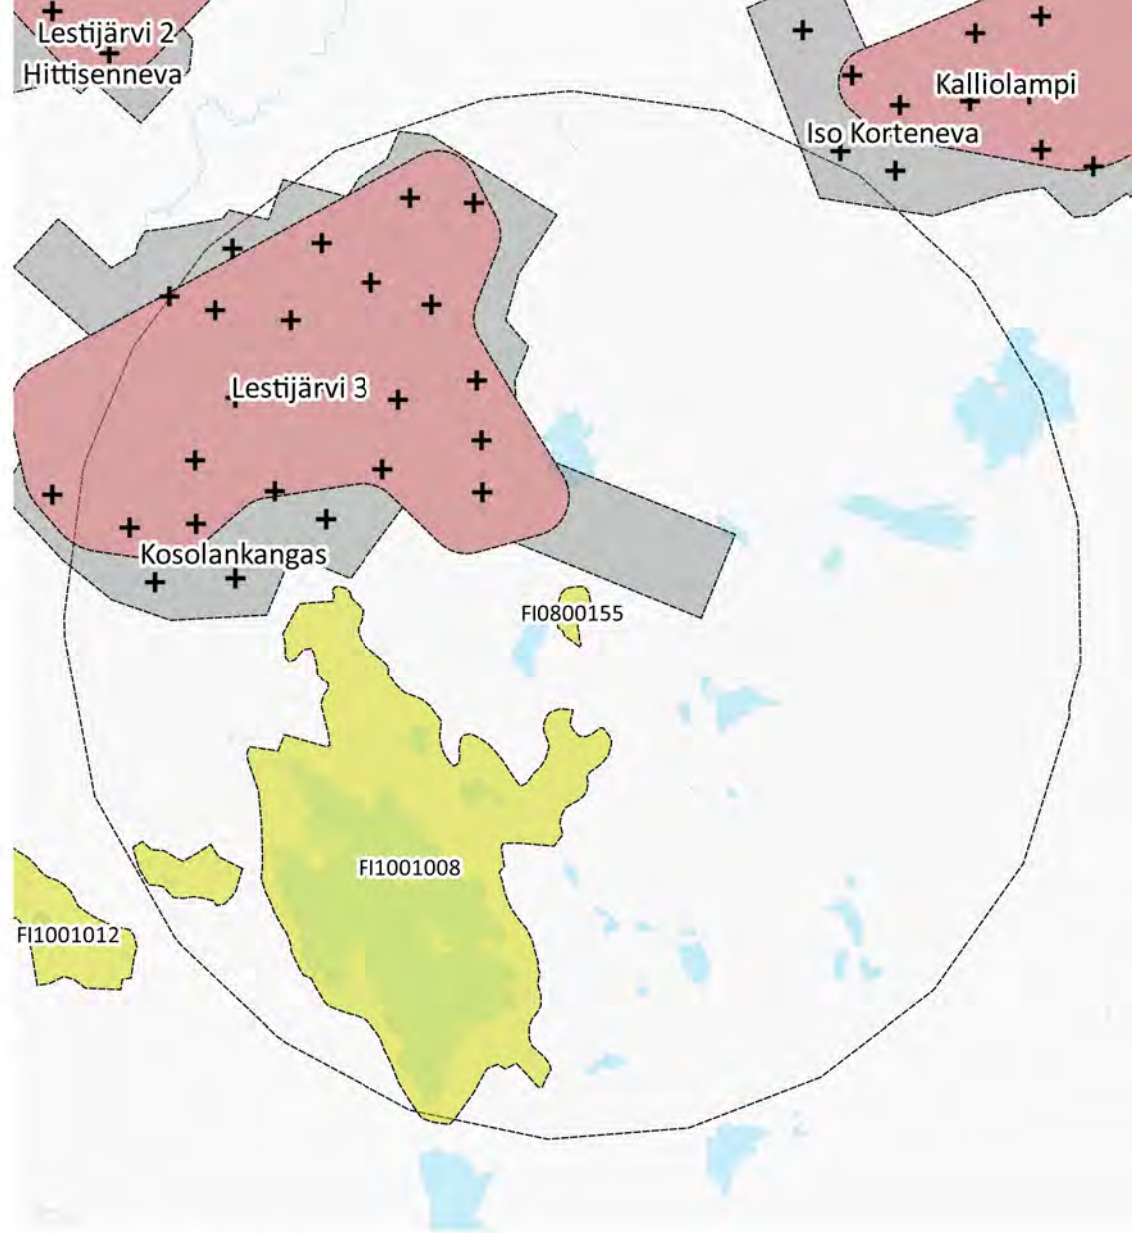 Lestijärvi 2
Hittisenneva
Kalliolampi
Iso Korteneva
Lestijärvi 3
Kosolankangas
FI0800155
FI1001008
FI1001012